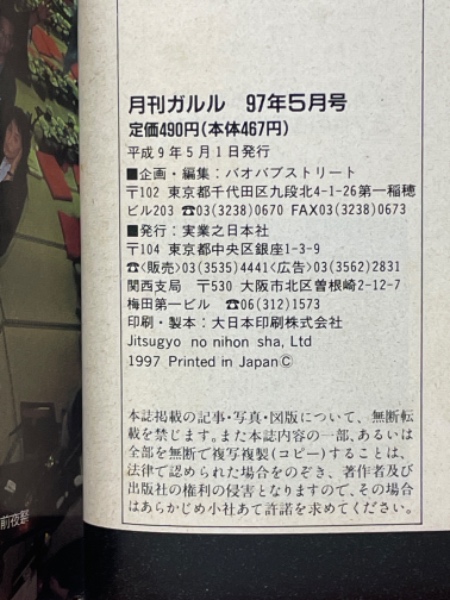 月刊ガルル 97年5月号
定価490円(本体467円)
平成9年5月1日発行
■企画・編集：バオバブストリート
〒102 東京都千代田区九段北4-1-26第一稲穂
ビル203 ☎03(3238)0670 FAX03(3238)0673
■発行：実業之日本社
〒104 東京都中央区銀座1-3-9
☎〈販売〉03(3535)4441〈広告〉03(3562)2831
関西支局 〒530 大阪市北区曽根崎2-12-7
梅田第一ビル ☎06(312)1573
印刷・製本：大日本印刷株式会社
Jitsugyo no nihon sha, Ltd
1997 Printed in Japan©
本誌掲載の記事・写真・図版について、無断転
載を禁じます。また本誌内容の一部、あるいは
全部を無断で複写複製(コピー)することは、
法律で認められた場合をのぞき、著作者及び
出版社の権利の侵害となりますので、その場合
はあらかじめ小社あて許諾を求めてください。
前夜祭